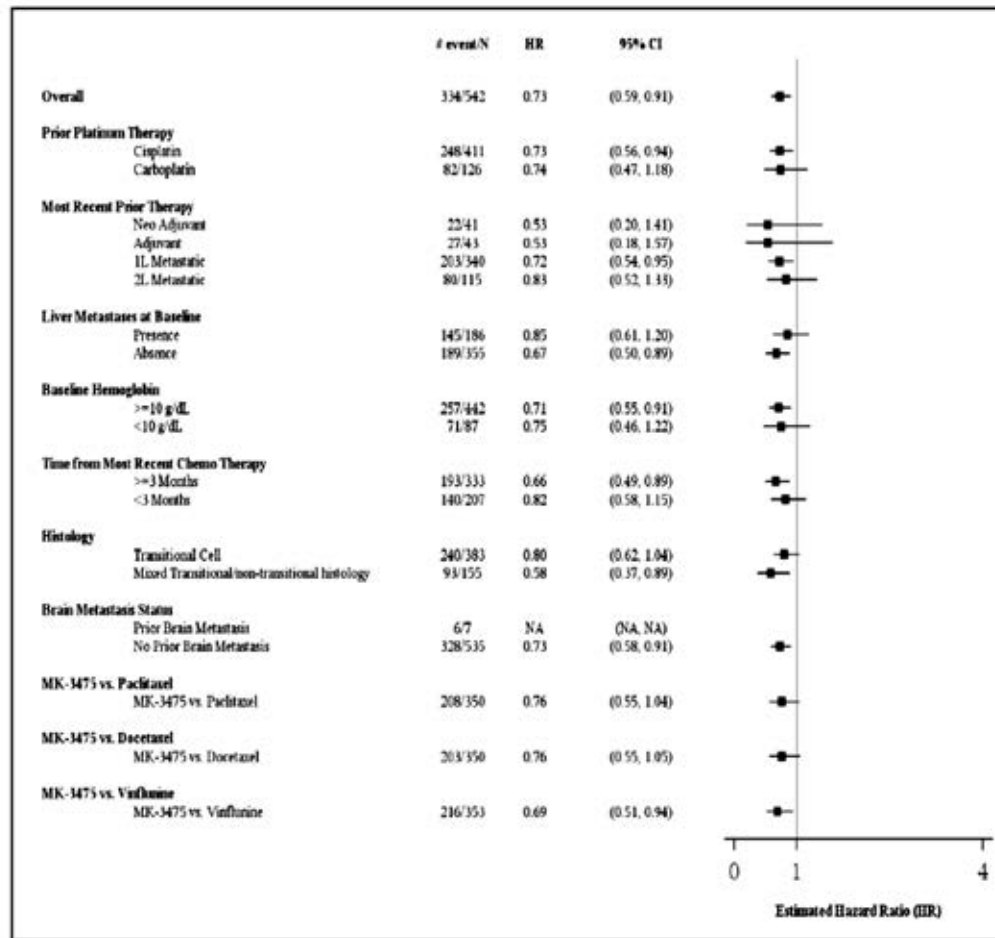 # event/N HR 95% CI
Overall 334/542 0.73 (0.59, 0.91)
Prior Platinum Therapy
Cisplatin 248/411 0.73 (0.56, 0.94)
Carboplatin 82/126 0.74 (0.47, 1.18)
Most Recent Prior Therapy
Neo Adjuvant 22/41 0.53 (0.20, 1.41)
Adjuvant 27/43 0.53 (0.18, 1.57)
1L Metastatic 203/340 0.72 (0.54, 0.95)
2L Metastatic 80/115 0.83 (0.52, 1.33)
Liver Metastases at Baseline
Presence 145/186 0.85 (0.61, 1.20)
Absence 189/355 0.67 (0.50, 0.89)
Baseline Hemoglobin
>=10 g/dL 257/442 0.71 (0.55, 0.91)
<10 g/dL 71/87 0.75 (0.46, 1.22)
Time from Most Recent Chemo Therapy
>=3 Months 193/333 0.66 (0.49, 0.89)
<3 Months 140/207 0.82 (0.58, 1.15)
Histology
Transitional Cell 240/383 0.80 (0.62, 1.04)
Mixed Transitional/non-transitional histology 93/155 0.58 (0.37, 0.89)
Brain Metastasis Status
Prior Brain Metastasis 6/7 NA (NA, NA)
No Prior Brain Metastasis 328/535 0.73 (0.58, 0.91)
MK-3475 vs. Paclitaxel
MK-3475 vs. Paclitaxel 208/350 0.76 (0.55, 1.04)
MK-3475 vs. Docetaxel
MK-3475 vs. Docetaxel 203/350 0.76 (0.55, 1.05)
MK-3475 vs. Vinflunine
MK-3475 vs. Vinflunine 216/353 0.69 (0.51, 0.94)
0 1 4
Estimated Hazard Ratio (HR)